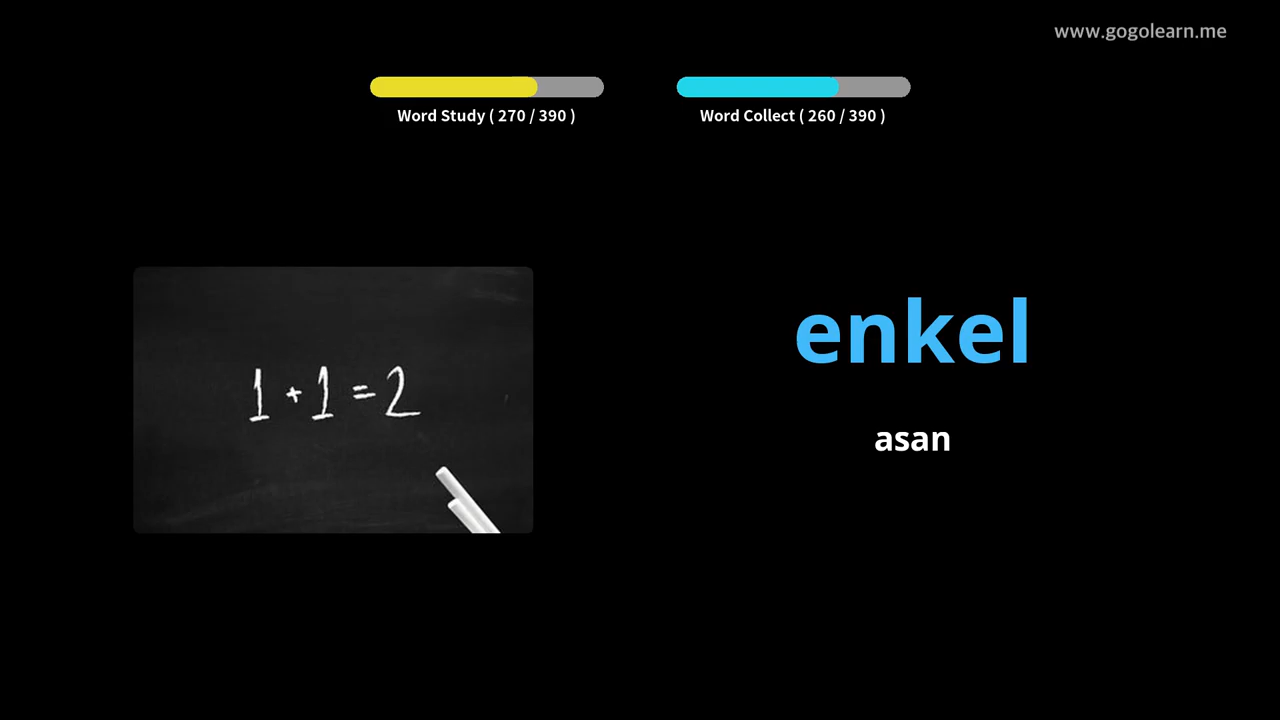 www.gogolearn.me
Word Study ( 270 / 390 )
Word Collect ( 260 / 390 )
1 + 1 = 2
enkel
asan